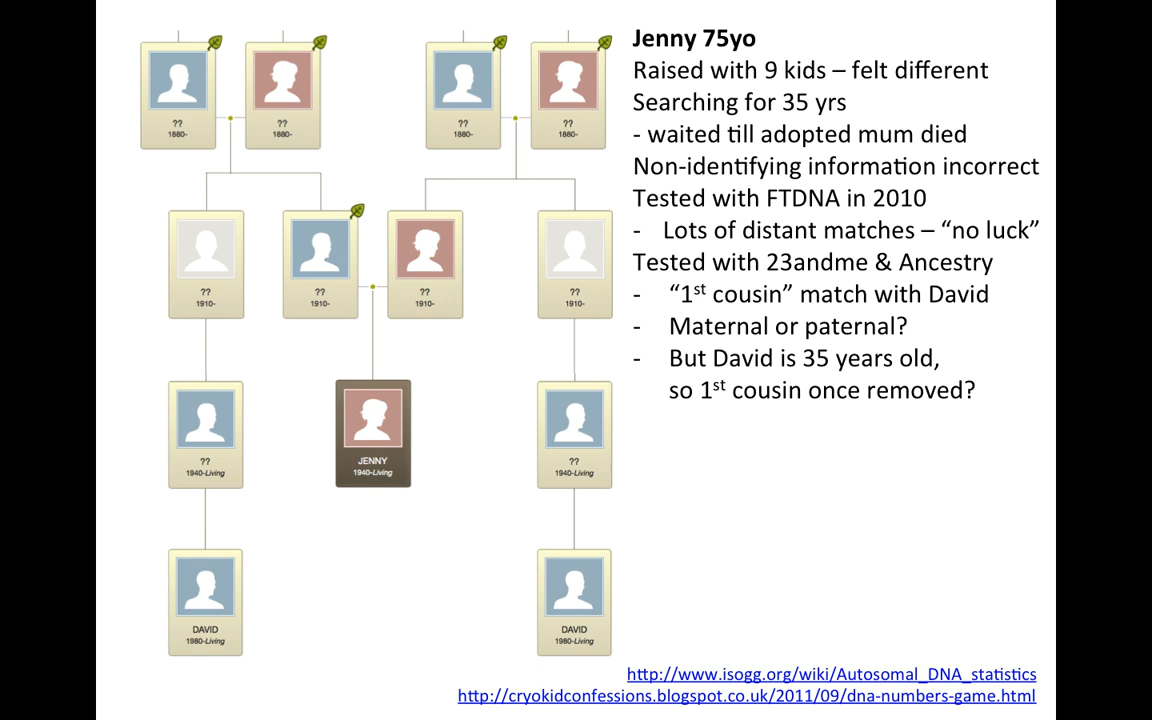 ??
1880-
??
1880-
??
1880-
??
1880-
??
1910-
??
1910-
??
1910-
??
1910-
??
1940-Living
JENNY
1940-Living
??
1940-Living
DAVID
1980-Living
DAVID
1980-Living
Jenny 75yo
Raised with 9 kids – felt different
Searching for 35 yrs
- waited till adopted mum died
Non-identifying information incorrect
Tested with FTDNA in 2010
- Lots of distant matches – “no luck”
Tested with 23andme & Ancestry
- “1st cousin” match with David
- Maternal or paternal?
- But David is 35 years old,
so 1st cousin once removed?
http://www.isogg.org/wiki/Autosomal_DNA_statistics
http://cryokidconfessions.blogspot.co.uk/2011/09/dna-numbers-game.html